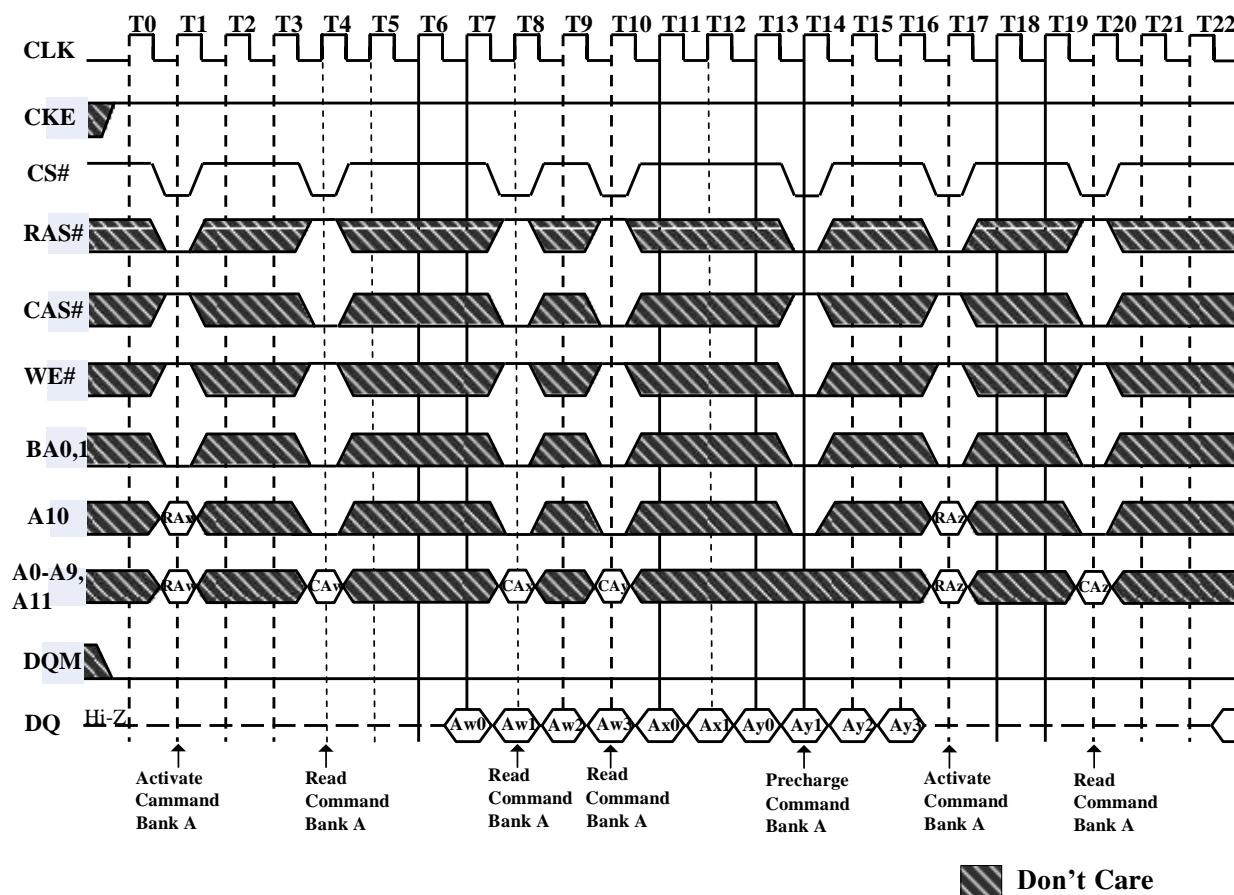 T0 T1 T2 T3 T4 T5 T6 T7 T8 T9 T10 T11 T12 T13 T14 T15 T16 T17 T18 T19 T20 T21 T22
CLK
CKE
CS#
RAS#
CAS#
WE#
BA0,1
A10 RAx RAz
A0-A9, A11 RAw CAw CAx CAy RAz CAz
DQM
DQ Hi-Z Aw0 Aw1 Aw2 Aw3 Ax0 Ax1 Ay0 Ay1 Ay2 Ay3
Activate
Cammand
Bank A
Read
Command
Bank A
Read
Command
Bank A
Read
Command
Bank A
Precharge
Command
Bank A
Activate
Command
Bank A
Read
Command
Bank A
Don't Care